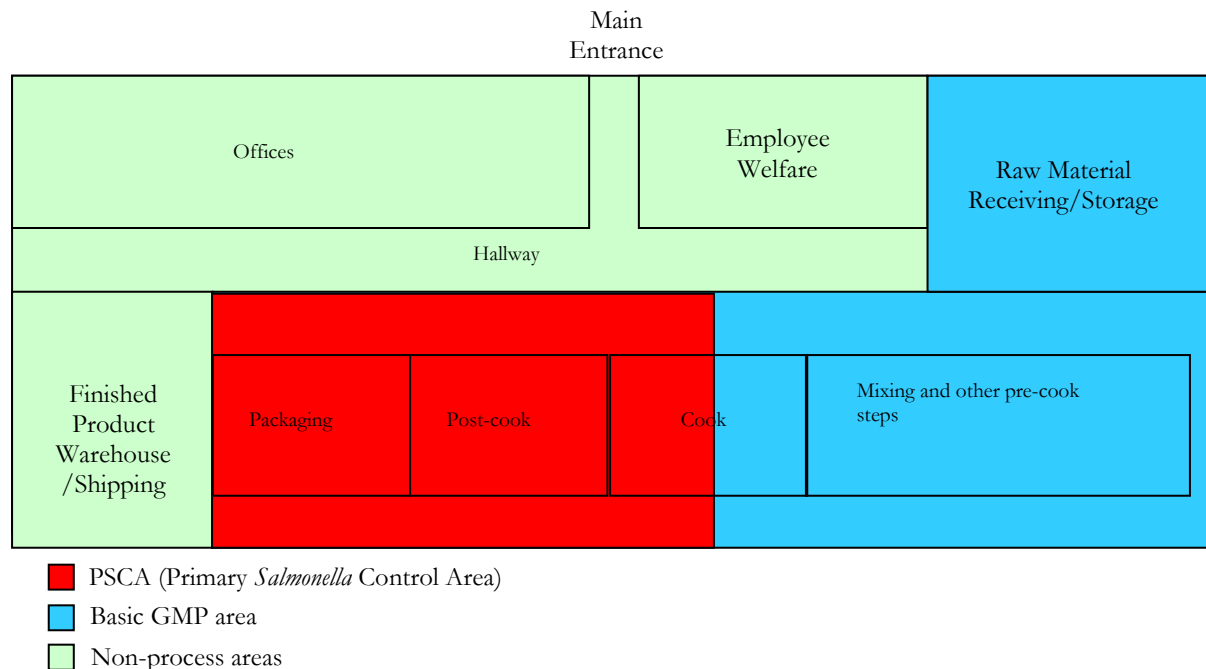 Main
Entrance
Offices
Employee
Welfare
Raw Material
Receiving/Storage
Hallway
Finished
Product
Warehouse
/Shipping
Packaging
Post-cook
Cook
Mixing and other pre-cook
steps
PSCA (Primary Salmonella Control Area)
Basic GMP area
Non-process areas